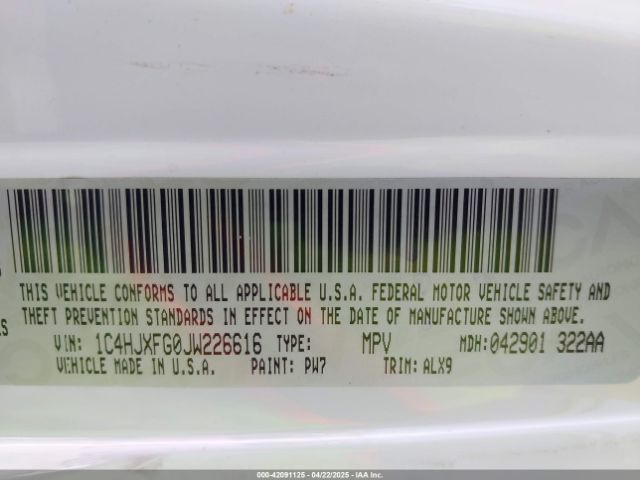 THIS VEHICLE CONFORMS TO ALL APPLICABLE U.S.A. FEDERAL MOTOR VEHICLE SAFETY AND
THEFT PREVENTION STANDARDS IN EFFECT ON THE DATE OF MANUFACTURE SHOWN ABOVE.
VIN: 1C4HJXFG0JW226616 TYPE: MPV MDH:042901 322AA
VEHICLE MADE IN U.S.A. PAINT: PW7 TRIM: ALX9
000-42091125 - 04/22/2025 - IAA Inc.